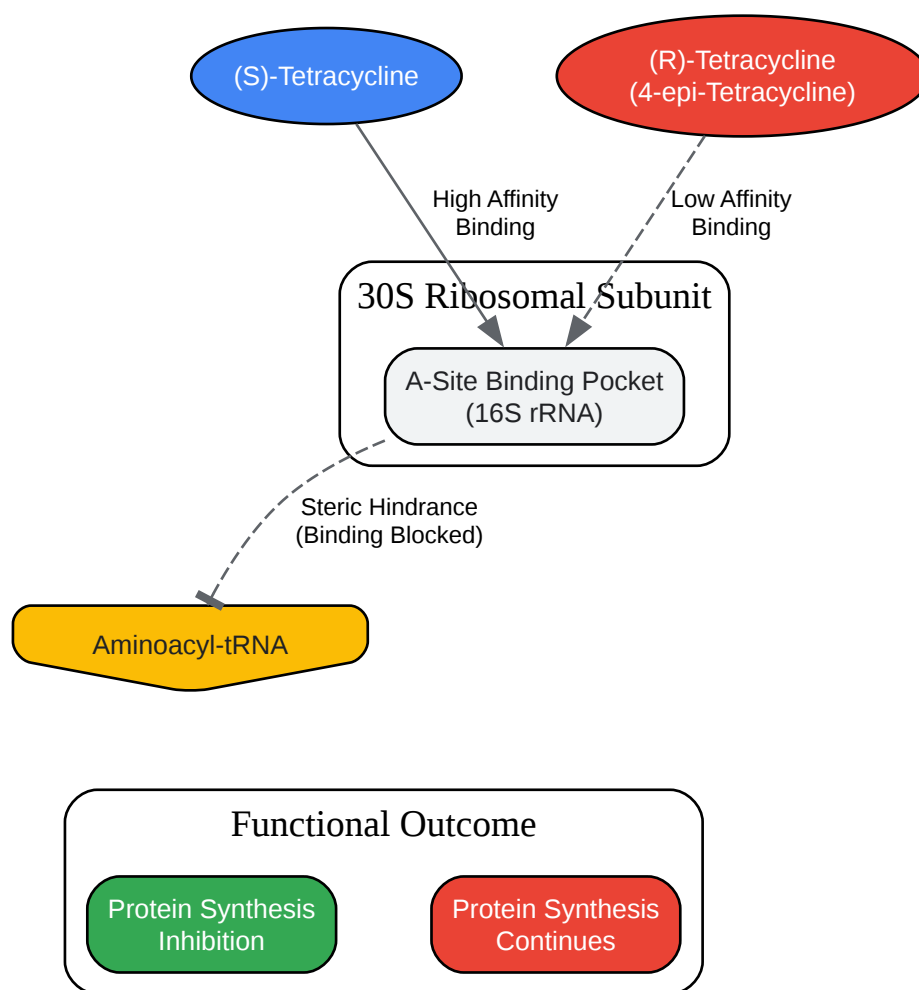 (S)-Tetracycline
(R)-Tetracycline
(4-epi-Tetracycline)
High Affinity
Binding
Low Affinity
Binding
30S Ribosomal Subunit
A-Site Binding Pocket
(16S rRNA)
Steric Hindrance
(Binding Blocked)
Aminoacyl-tRNA
Functional Outcome
Protein Synthesis
Inhibition
Protein Synthesis
Continues